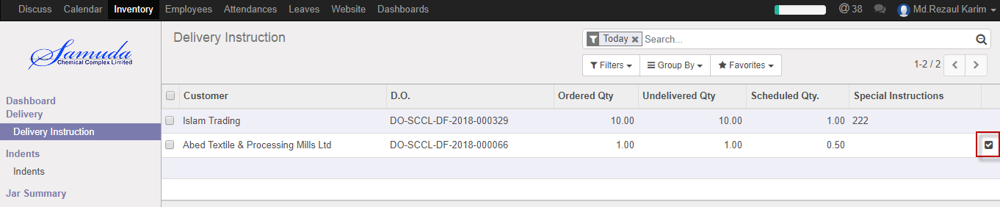 Discuss Calendar Inventory Employees Attendances Leaves Website Dashboards @ 38 Md.Rezaul Karim
Samuda
Chemical Complex Limited
Dashboard
Delivery
Delivery Instruction
Indents
Indents
Jar Summary
Delivery Instruction
Today Search...
Filters Group By Favorites 1-2 / 2
Customer D.O. Ordered Qty Undelivered Qty Scheduled Qty. Special Instructions
Islam Trading DO-SCCL-DF-2018-000329 10.00 10.00 1.00 222
Abed Textile & Processing Mills Ltd DO-SCCL-DF-2018-000066 1.00 1.00 0.50